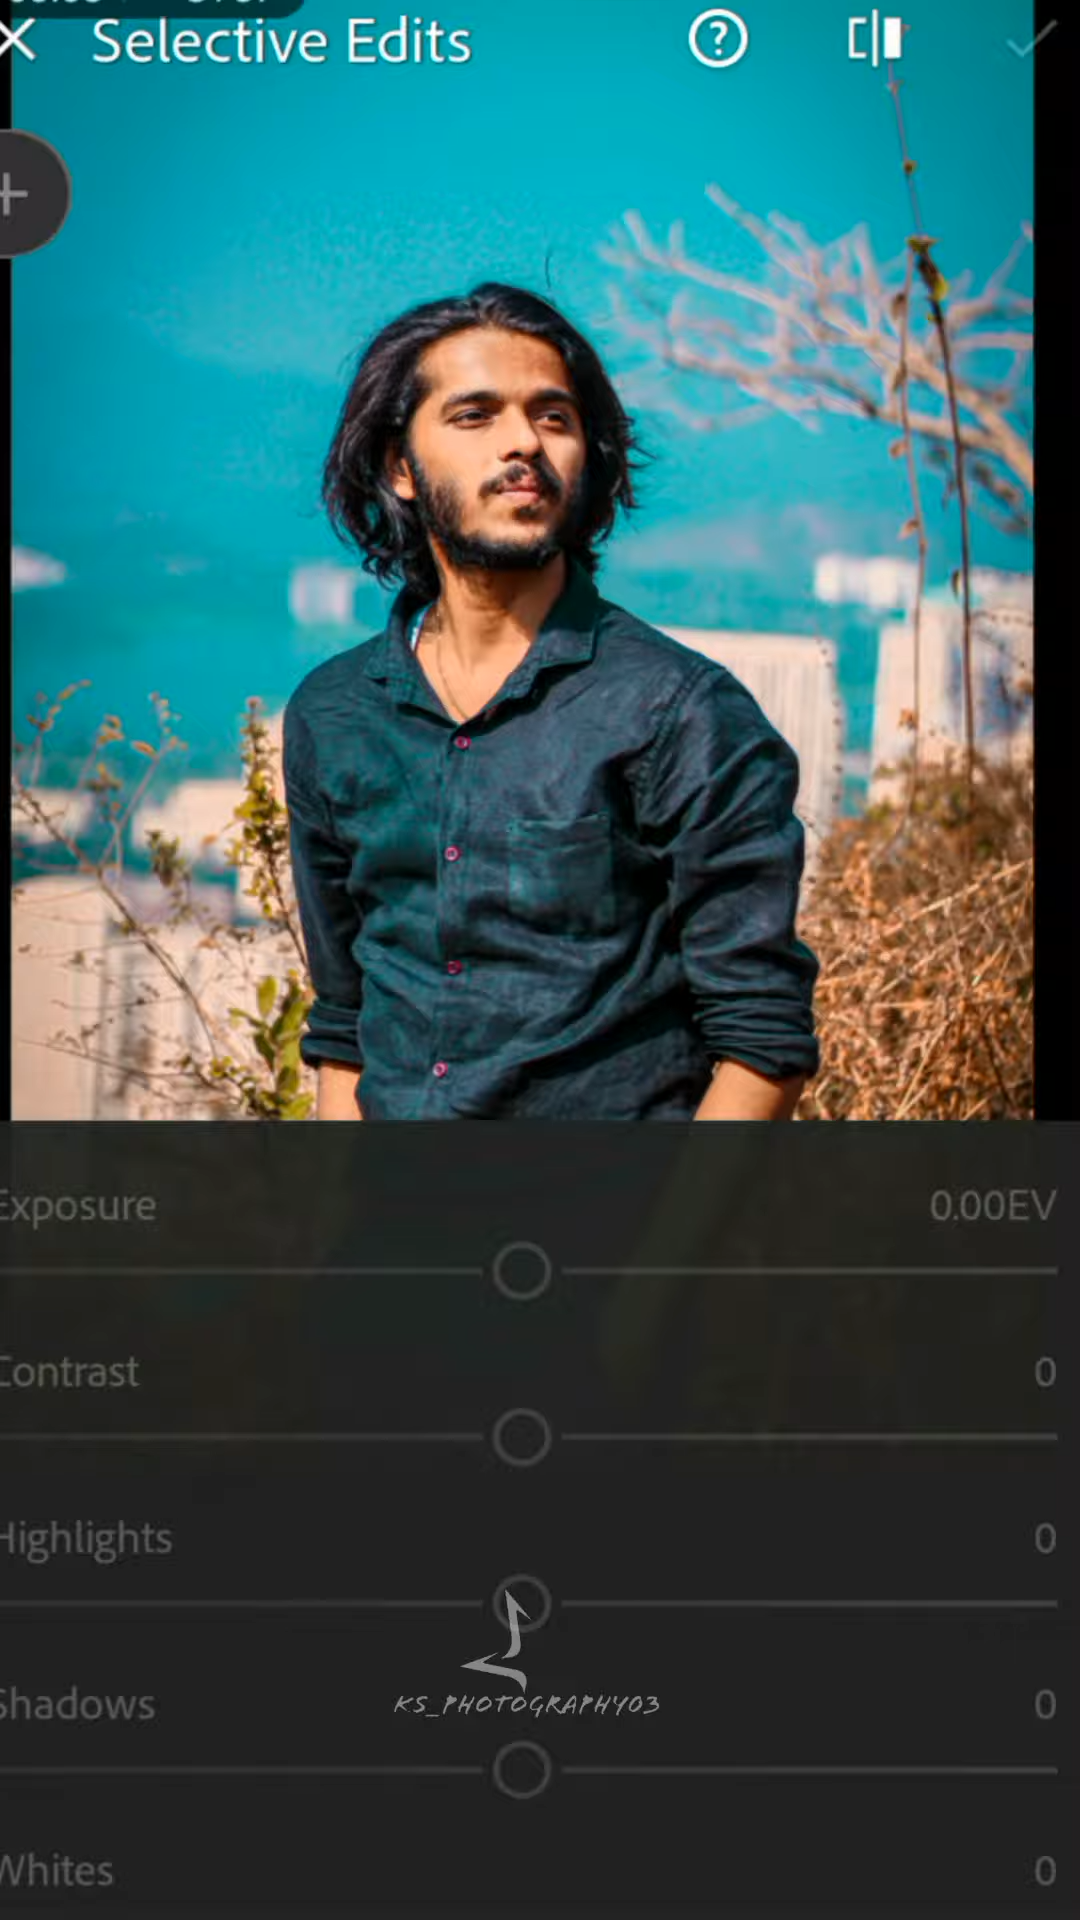 Selective Edits
Exposure 0.00EV
Contrast 0
Highlights 0
Shadows 0
KS_PHOTOGRAPHY03
Whites 0